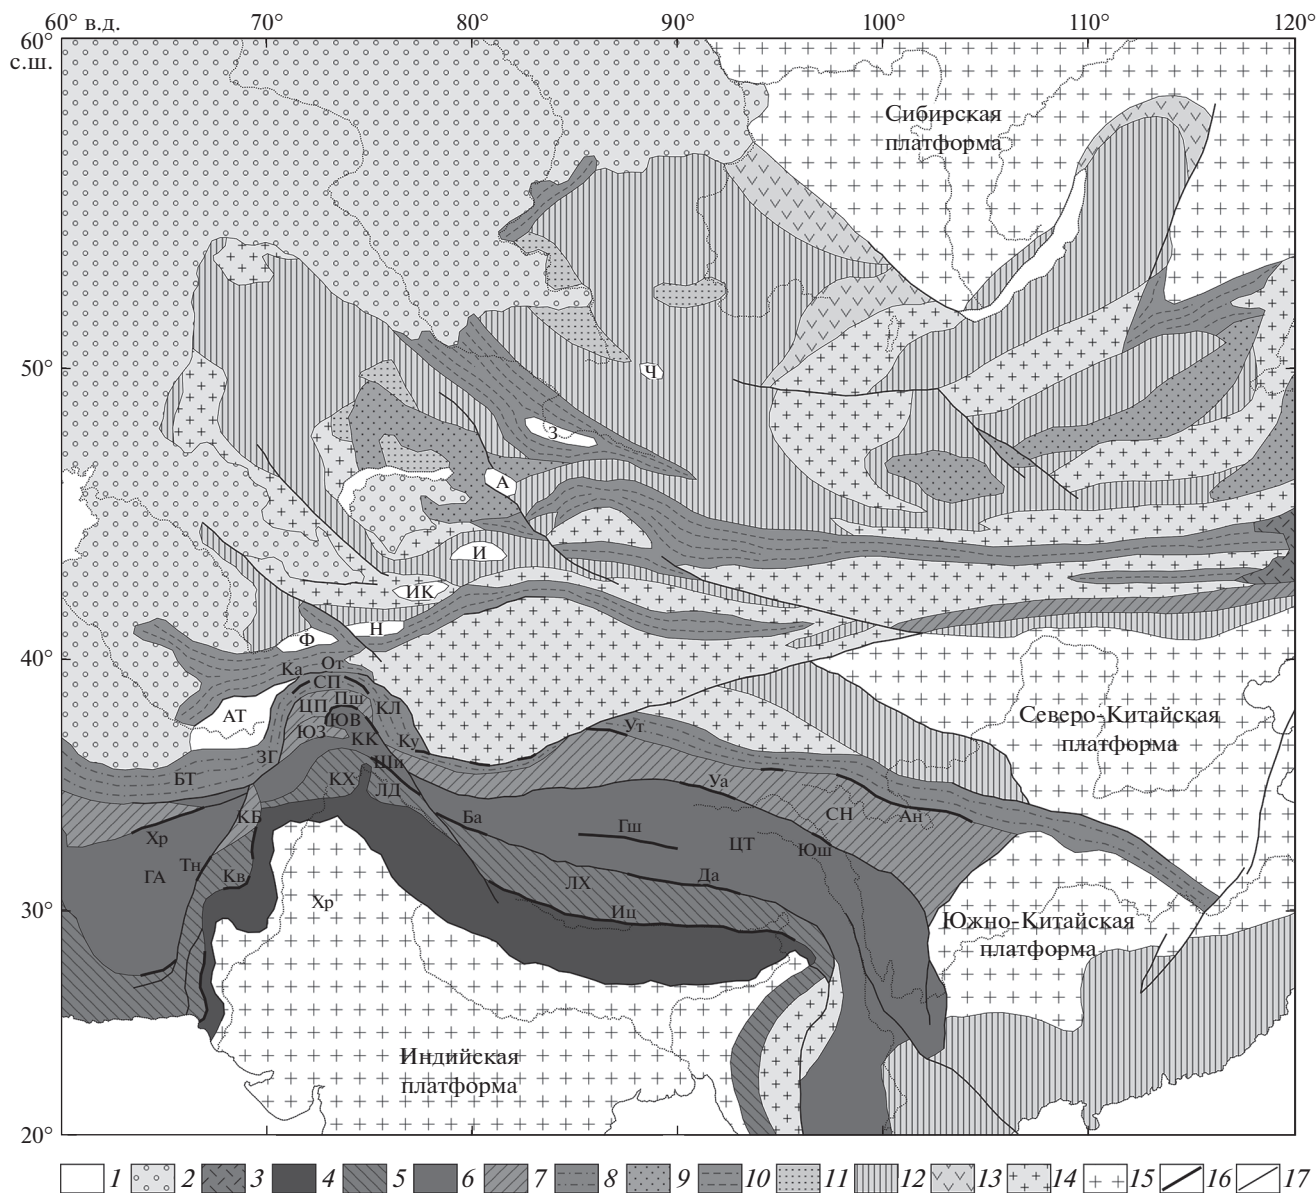 60° в.д. 70° 80° 90° 100° 110° 120°
60°
с.ш.
Сибирская
платформа
50°
Ч
З
А
И
ИК
Н
Ф
40°
От
Ка
СП
Пш
ЦП
КЛ
ЮВ
АТ
Северо-Китайская
платформа
ЮЗ
Ут
КК
Ку
ЗГ
Ши
БТ
КХ
Уа
ЛД
СН
Ан
КБ
Ба
Гш
Хр
ЦТ
Юш
Тн
ГА
Кв
Да
ЛХ
Хр
30°
Иц
Южно-Китайская
платформа
Индийская
платформа
20°
1 2 3 4 5 6 7 8 9 10 11 12 13 14 15 16 17